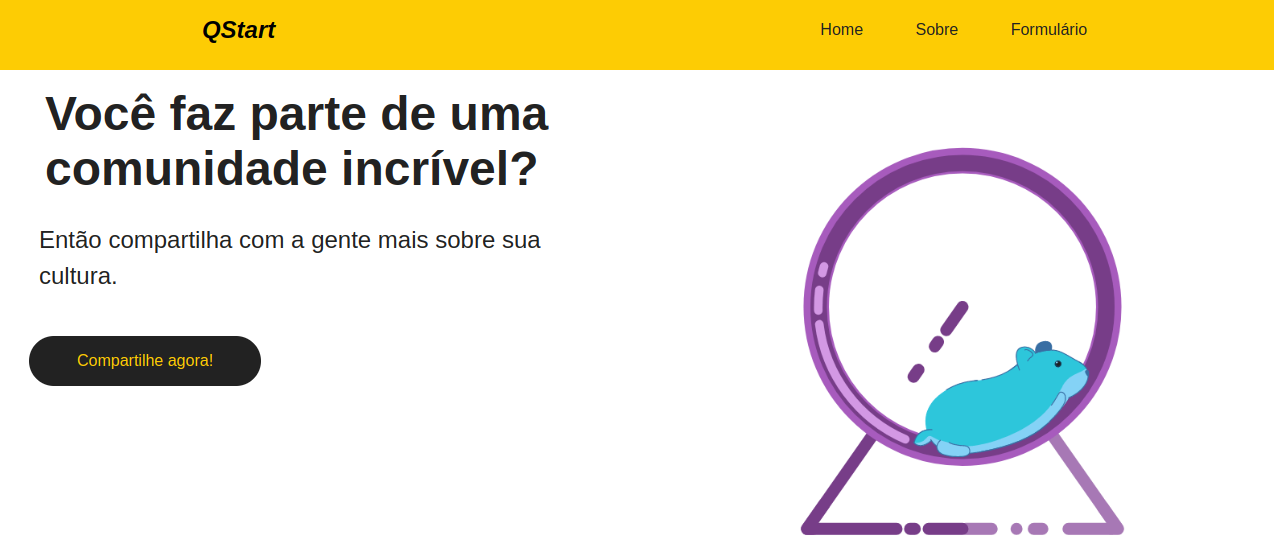 QStart
Home Sobre Formulário
Você faz parte de uma
comunidade incrível?
Então compartilha com a gente mais sobre sua
cultura.
Compartilhe agora!